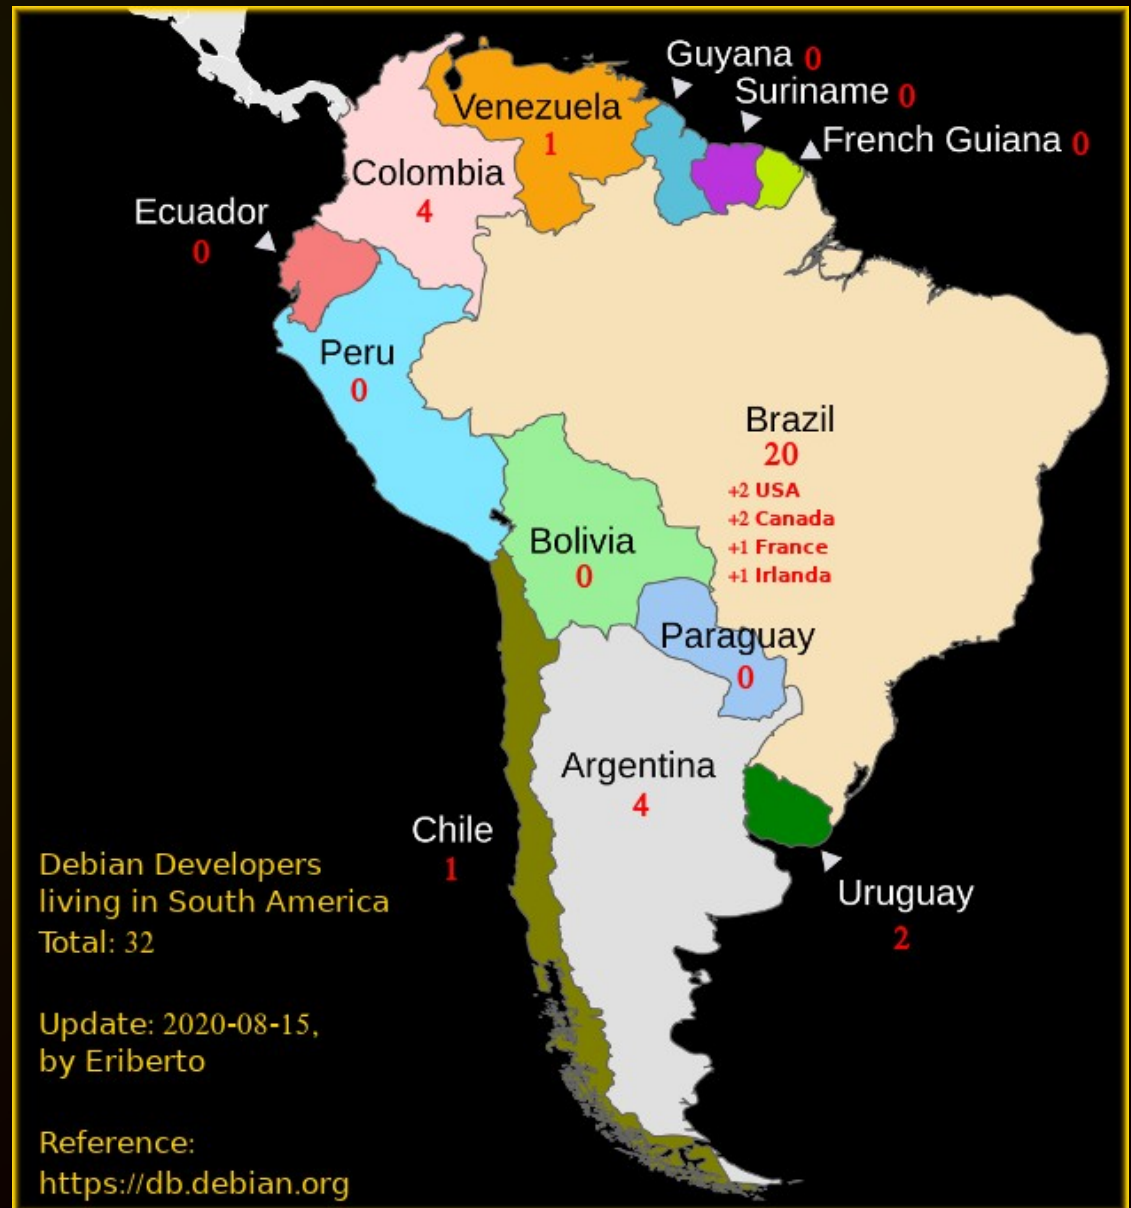 Guyana 0
Suriname 0
French Guiana 0
Venezuela
1
Colombia
4
Ecuador
0
Peru
0
Brazil
20
+2 USA
+2 Canada
+1 France
+1 Irlanda
Bolivia
0
Paraguay
0
Argentina
4
Chile
1
Uruguay
2
Debian Developers
living in South America
Total: 32
Update: 2020-08-15,
by Eriberto
Reference:
https://db.debian.org